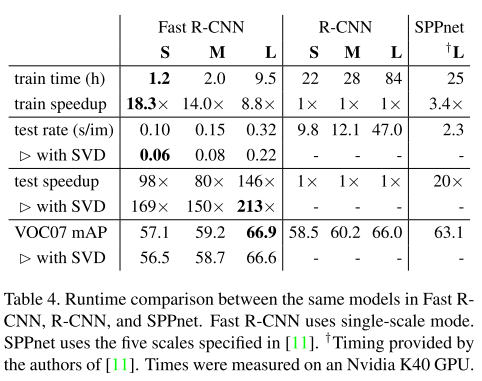 Fast R-CNN R-CNN SPPnet
S M L S M L †L
train time (h) 1.2 2.0 9.5 22 28 84 25
train speedup 18.3× 14.0× 8.8× 1× 1× 1× 3.4×
test rate (s/im) 0.10 0.15 0.32 9.8 12.1 47.0 2.3
▷ with SVD 0.06 0.08 0.22 - - - -
test speedup 98× 80× 146× 1× 1× 1× 20×
▷ with SVD 169× 150× 213× - - - -
VOC07 mAP 57.1 59.2 66.9 58.5 60.2 66.0 63.1
▷ with SVD 56.5 58.7 66.6 - - - -
Table 4. Runtime comparison between the same models in Fast R-
CNN, R-CNN, and SPPnet. Fast R-CNN uses single-scale mode.
SPPnet uses the five scales specified in [11]. †Timing provided by
the authors of [11]. Times were measured on an Nvidia K40 GPU.